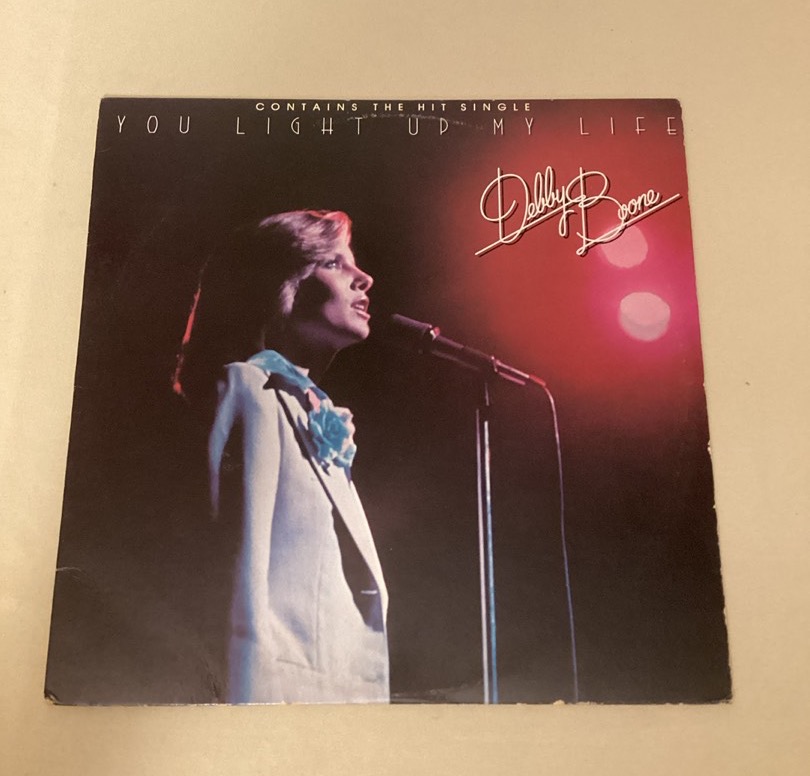 CONTAINS THE HIT SINGLE
YOU LIGHT UP MY LIFE
Debby Boone